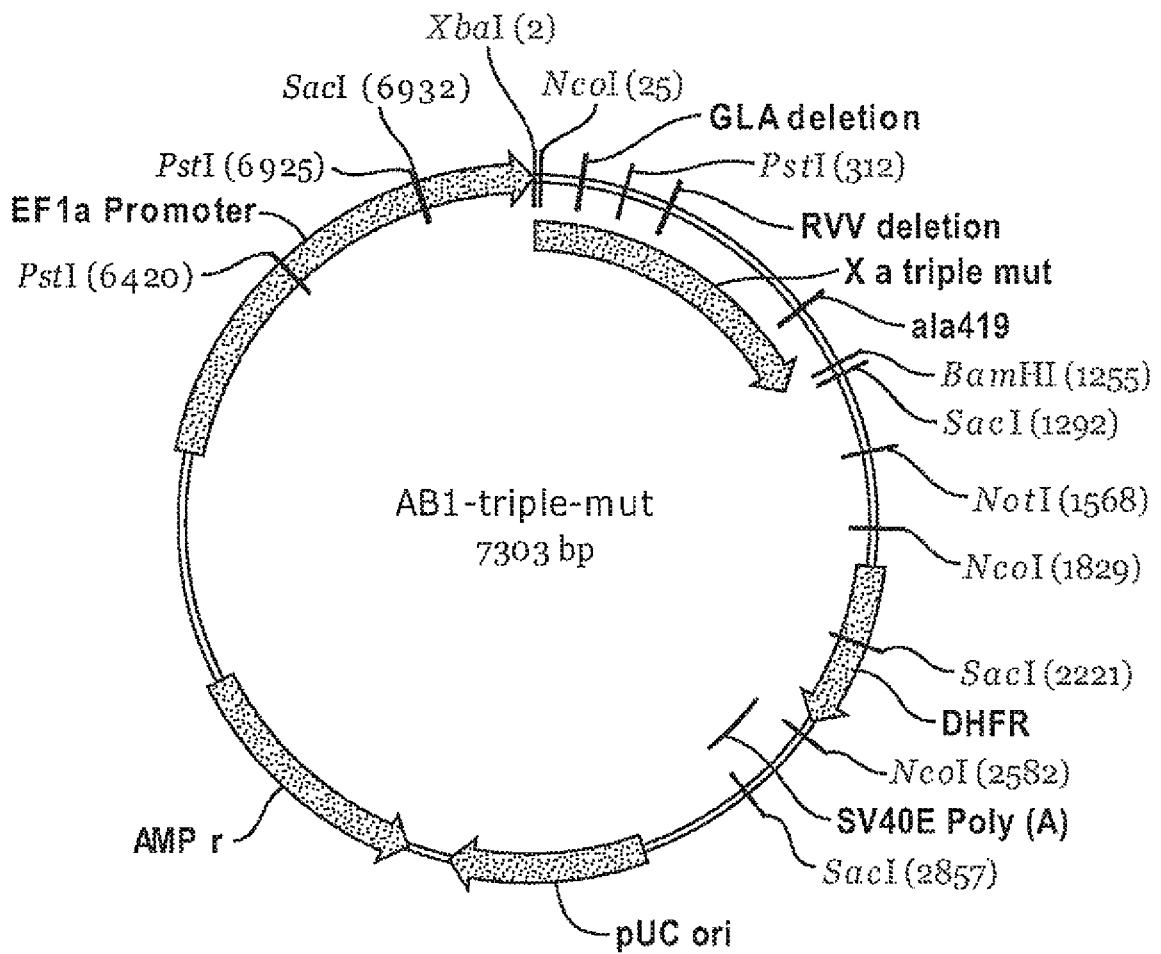 XbaI (2)
NcoI (25)
SacI (6932)
GLA deletion
PstI (6925)
PstI (312)
EF1a Promoter
RVV deletion
PstI (6420)
X a triple mut
ala419
BamHI (1255)
SacI (1292)
AB1-triple-mut
7303 bp
NotI (1568)
NcoI (1829)
SacI (2221)
DHFR
NcoI (2582)
SV40E Poly (A)
AMP r
SacI (2857)
pUC ori